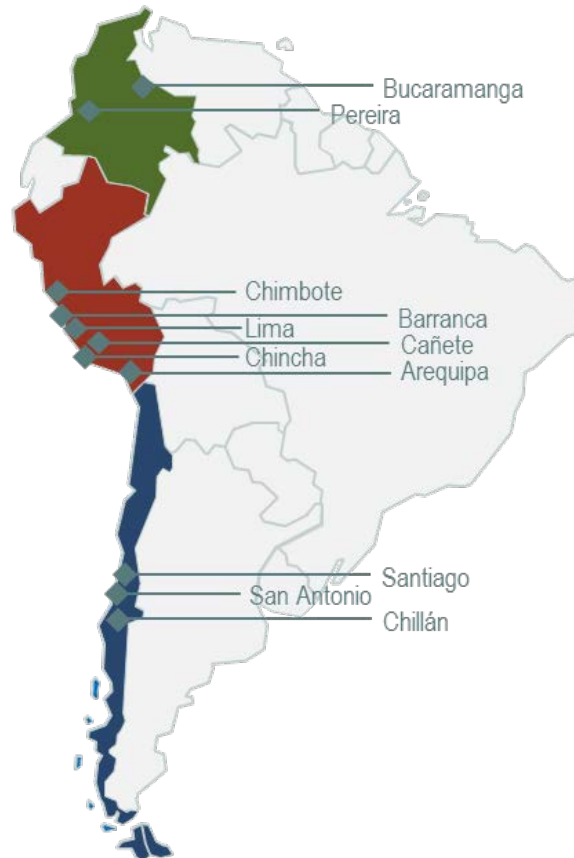 Bucaramanga
Pereira
Chimbote
Barranca
Lima
Cañete
Chincha
Arequipa
Santiago
San Antonio
Chillán